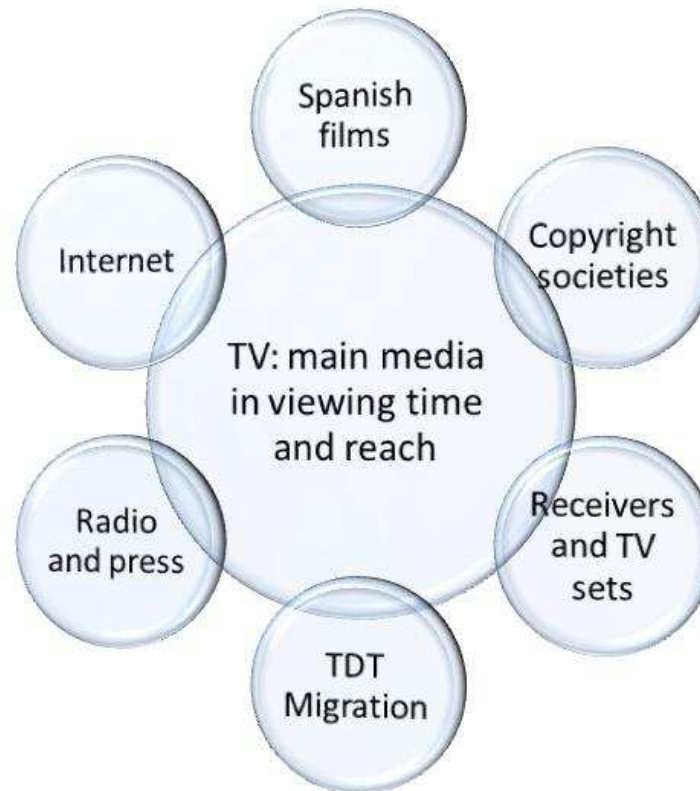 Spanish
films
Internet
Copyright
societies
TV: main media
in viewing time
and reach
Radio
and press
Receivers
and TV
sets
TDT
Migration